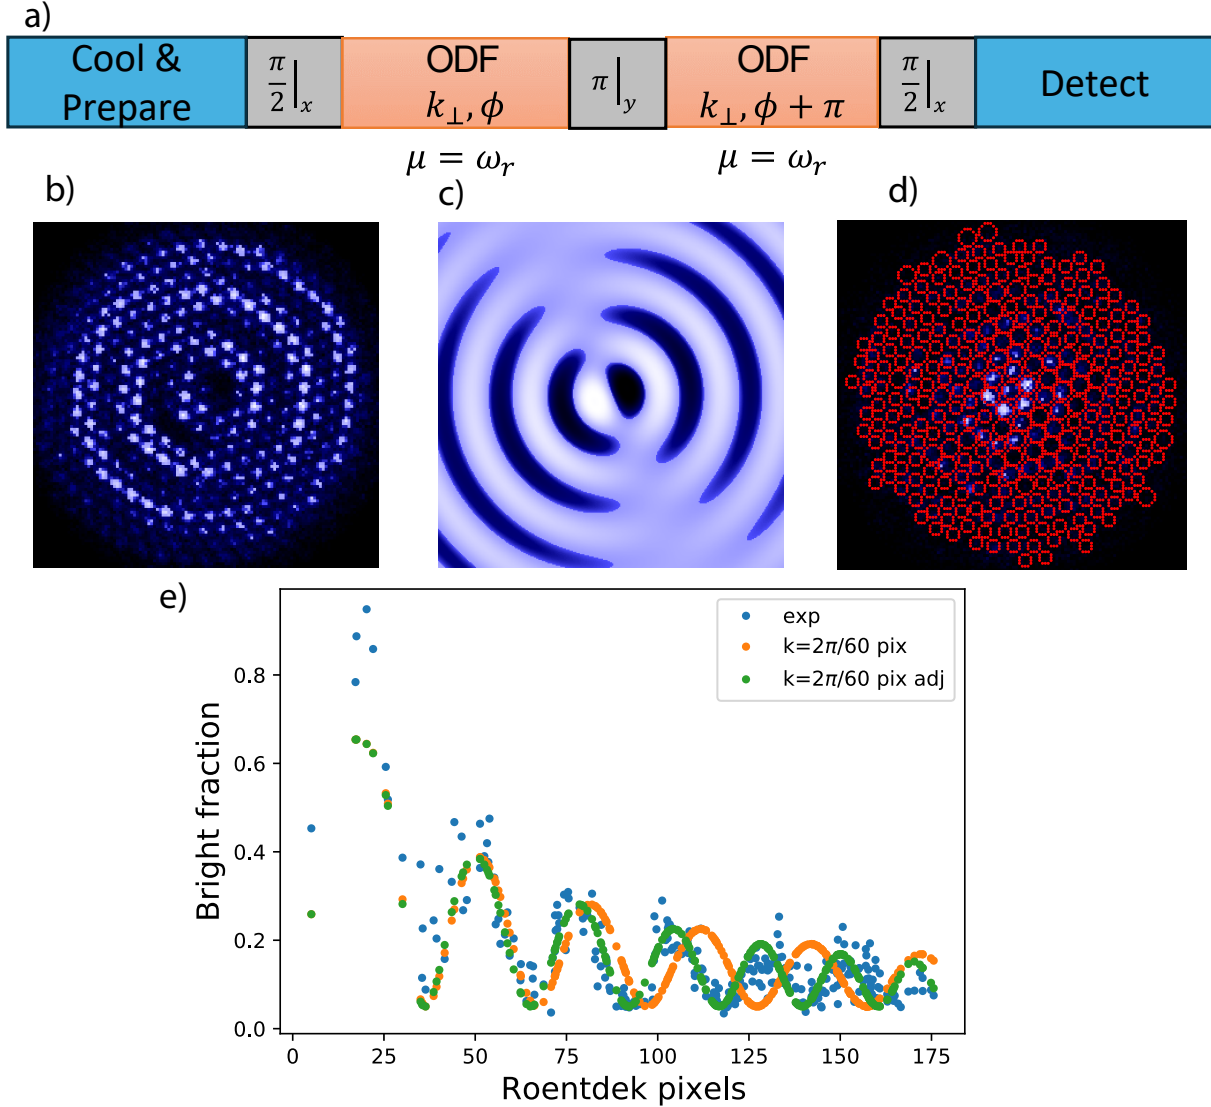 a)
Cool &
Prepare
π/2|x
ODF
k⊥, ϕ
π|y
ODF
k⊥, ϕ + π
π/2|x
Detect
μ = ωr
μ = ωr
b)
c)
d)
e)
exp
k=2π/60 pix
k=2π/60 pix adj
Bright fraction
0.8
0.6
0.4
0.2
0.0
0
25
50
75
100
125
150
175
Roentdek pixels